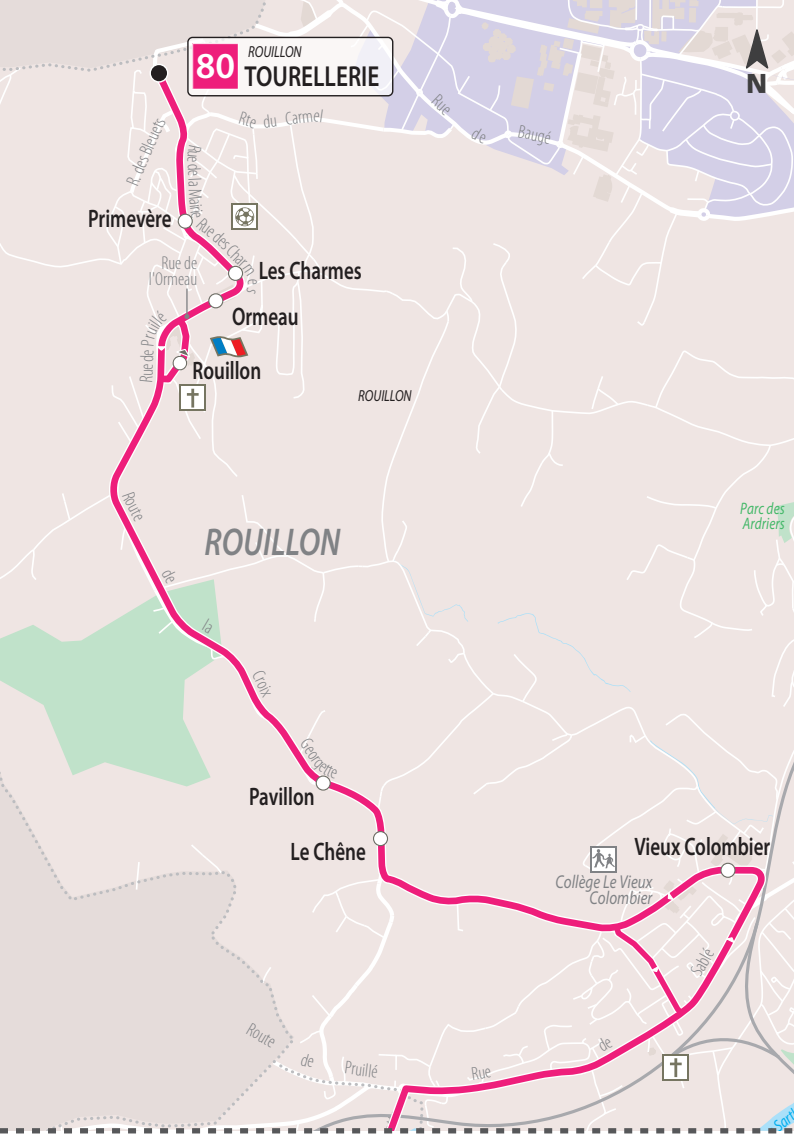 80
ROUILLON
TOURELLERIE
N
Rte du Carmel
Rue de Baugé
R. des Bleuets
Rue de la Mairie
Primevère
Rue des Charmes
Les Charmes
Rue de
l'Ormeau
Ormeau
Rue de Pruillé
Rouillon
ROUILLON
Parc des
Ardriers
ROUILLON
Route de la Croix Georgette
Pavillon
Le Chêne
Vieux Colombier
Collège Le Vieux
Colombier
Route de Pruillé
Rue de Sablé